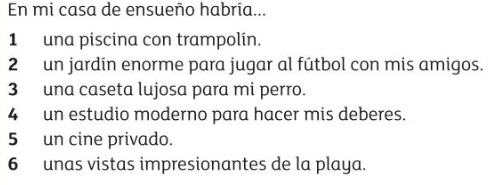 En mi casa de ensueño habría...
1 una piscina con trampolín.
2 un jardín enorme para jugar al fútbol con mis amigos.
3 una caseta lujosa para mi perro.
4 un estudio moderno para hacer mis deberes.
5 un cine privado.
6 unas vistas impresionantes de la playa.